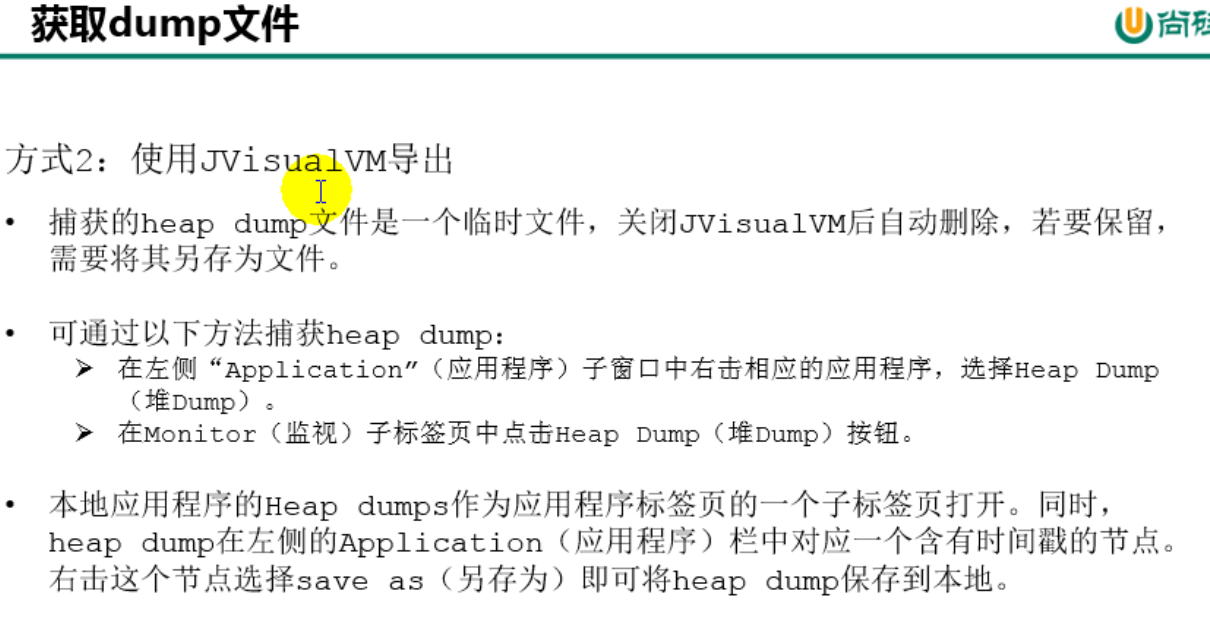 获取dump文件
尚硅
方式2：使用JVisualVM导出
• 捕获的heap dump文件是一个临时文件，关闭JVisualVM后自动删除，若要保留，
需要将其另存为文件。
• 可通过以下方法捕获heap dump：
➢ 在左侧“Application”（应用程序）子窗口中右击相应的应用程序，选择Heap Dump
（堆Dump）。
➢ 在Monitor（监视）子标签页中点击Heap Dump（堆Dump）按钮。
• 本地应用程序的Heap dumps作为应用程序标签页的一个子标签页打开。同时，
heap dump在左侧的Application（应用程序）栏中对应一个含有时间戳的节点。
右击这个节点选择save as（另存为）即可将heap dump保存到本地。